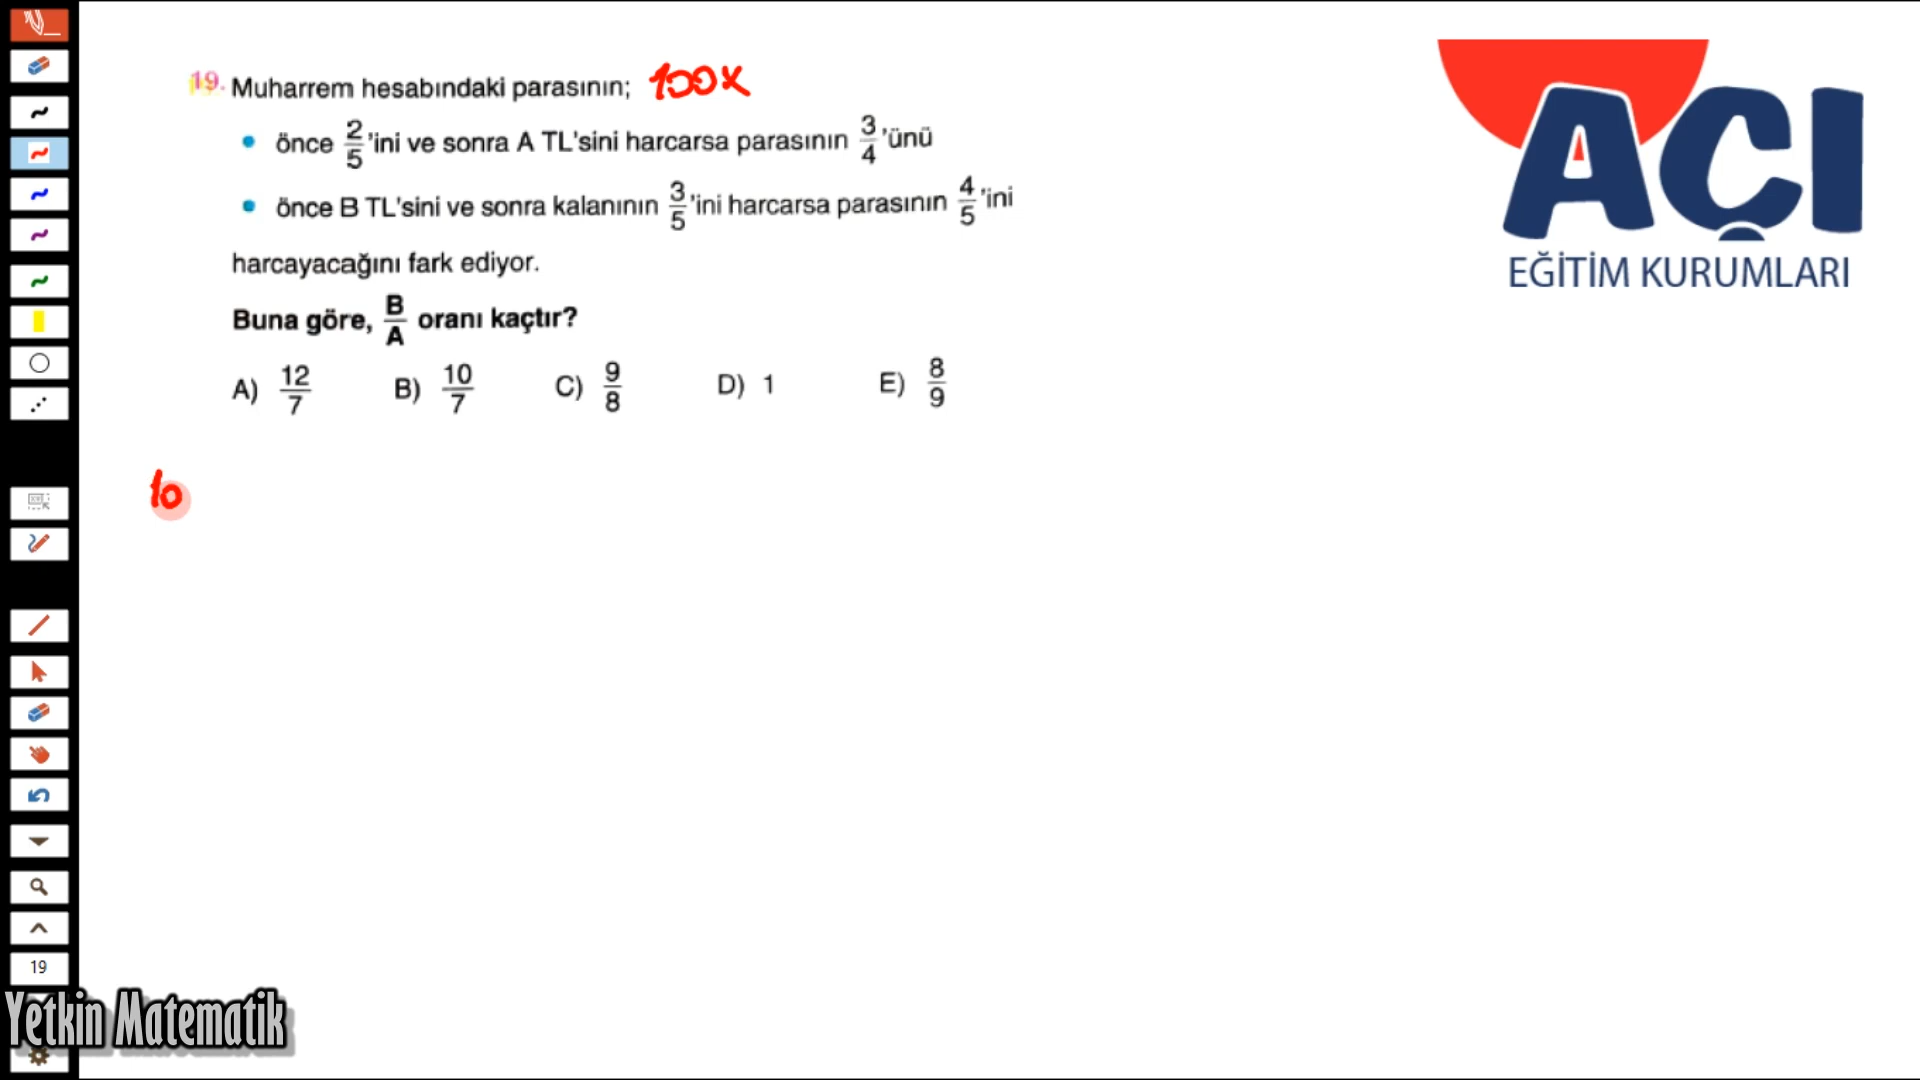 19. Muharrem hesabındaki parasının; 100x
• önce 2/5'ini ve sonra A TL'sini harcarsa parasının 3/4'ünü
• önce B TL'sini ve sonra kalanının 3/5'ini harcarsa parasının 4/5'ini
harcayacağını fark ediyor.
Buna göre, B/A oranı kaçtır?
A) 12/7 B) 10/7 C) 9/8 D) 1 E) 8/9
10
AÇI
EĞİTİM KURUMLARI
19
Yetkin Matematik